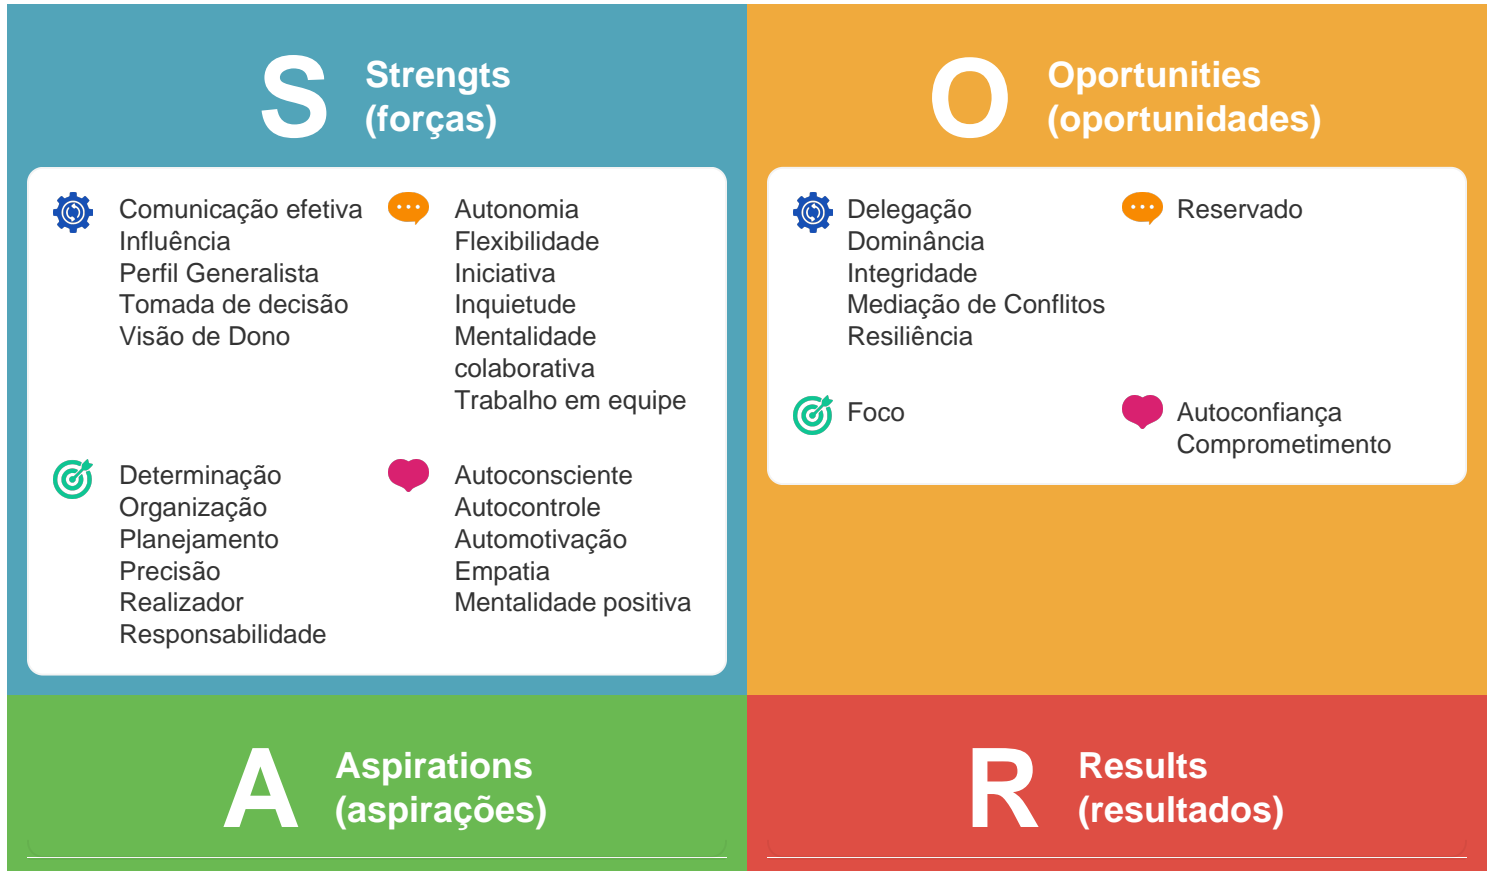 S
Strengts
(forças)
Comunicação efetiva
Influência
Perfil Generalista
Tomada de decisão
Visão de Dono
Autonomia
Flexibilidade
Iniciativa
Inquietude
Mentalidade
colaborativa
Trabalho em equipe
Determinação
Organização
Planejamento
Precisão
Realizador
Responsabilidade
Autoconsciente
Autocontrole
Automotivação
Empatia
Mentalidade positiva
O
Oportunities
(oportunidades)
Delegação
Dominância
Integridade
Mediação de Conflitos
Resiliência
Reservado
Foco
Autoconfiança
Comprometimento
A
Aspirations
(aspirações)
R
Results
(resultados)